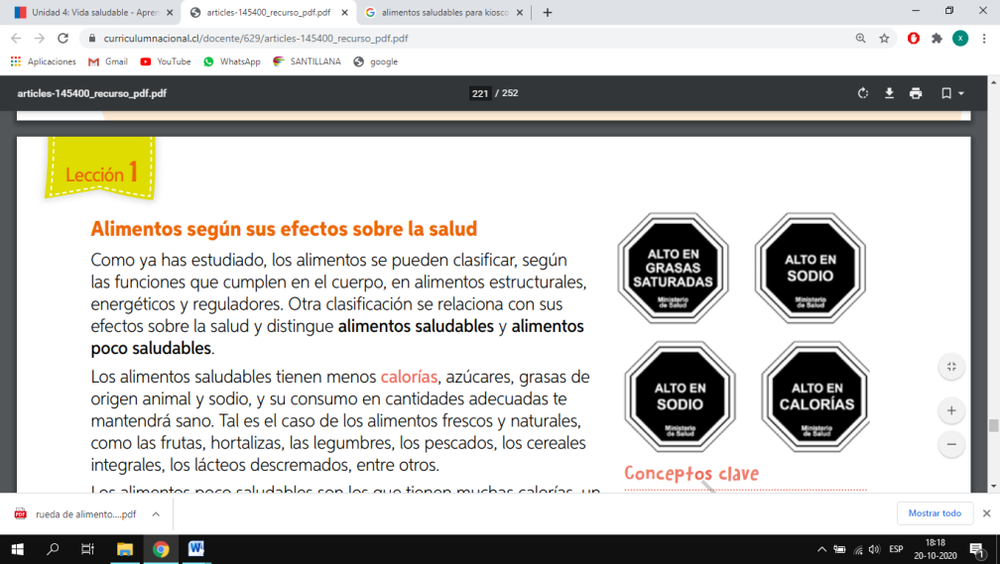 Unidad 4: Vida saludable - Apren
articles-145400_recurso_pdf.pdf
alimentos saludables para kiosco
curriculumnacional.cl/docente/629/articles-145400_recurso_pdf.pdf
X
Aplicaciones
Gmail
YouTube
WhatsApp
SANTILLANA
google
articles-145400_recurso_pdf.pdf
221 / 252
Lección 1
Alimentos según sus efectos sobre la salud
Como ya has estudiado, los alimentos se pueden clasificar, según
las funciones que cumplen en el cuerpo, en alimentos estructurales,
energéticos y reguladores. Otra clasificación se relaciona con sus
efectos sobre la salud y distingue alimentos saludables y alimentos
poco saludables.
Los alimentos saludables tienen menos calorías, azúcares, grasas de
origen animal y sodio, y su consumo en cantidades adecuadas te
mantendrá sano. Tal es el caso de los alimentos frescos y naturales,
como las frutas, hortalizas, las legumbres, los pescados, los cereales
integrales, los lácteos descremados, entre otros.
Los alimentos poco saludables son los que tienen muchas calorías, un
ALTO EN
GRASAS
SATURADAS
Ministerio
de Salud
ALTO EN
SODIO
Ministerio
de Salud
ALTO EN
SODIO
Ministerio
de Salud
ALTO EN
CALORÍAS
Ministerio
de Salud
Conceptos clave
rueda de alimento....pdf
Mostrar todo
ESP
18:18
20-10-2020
1